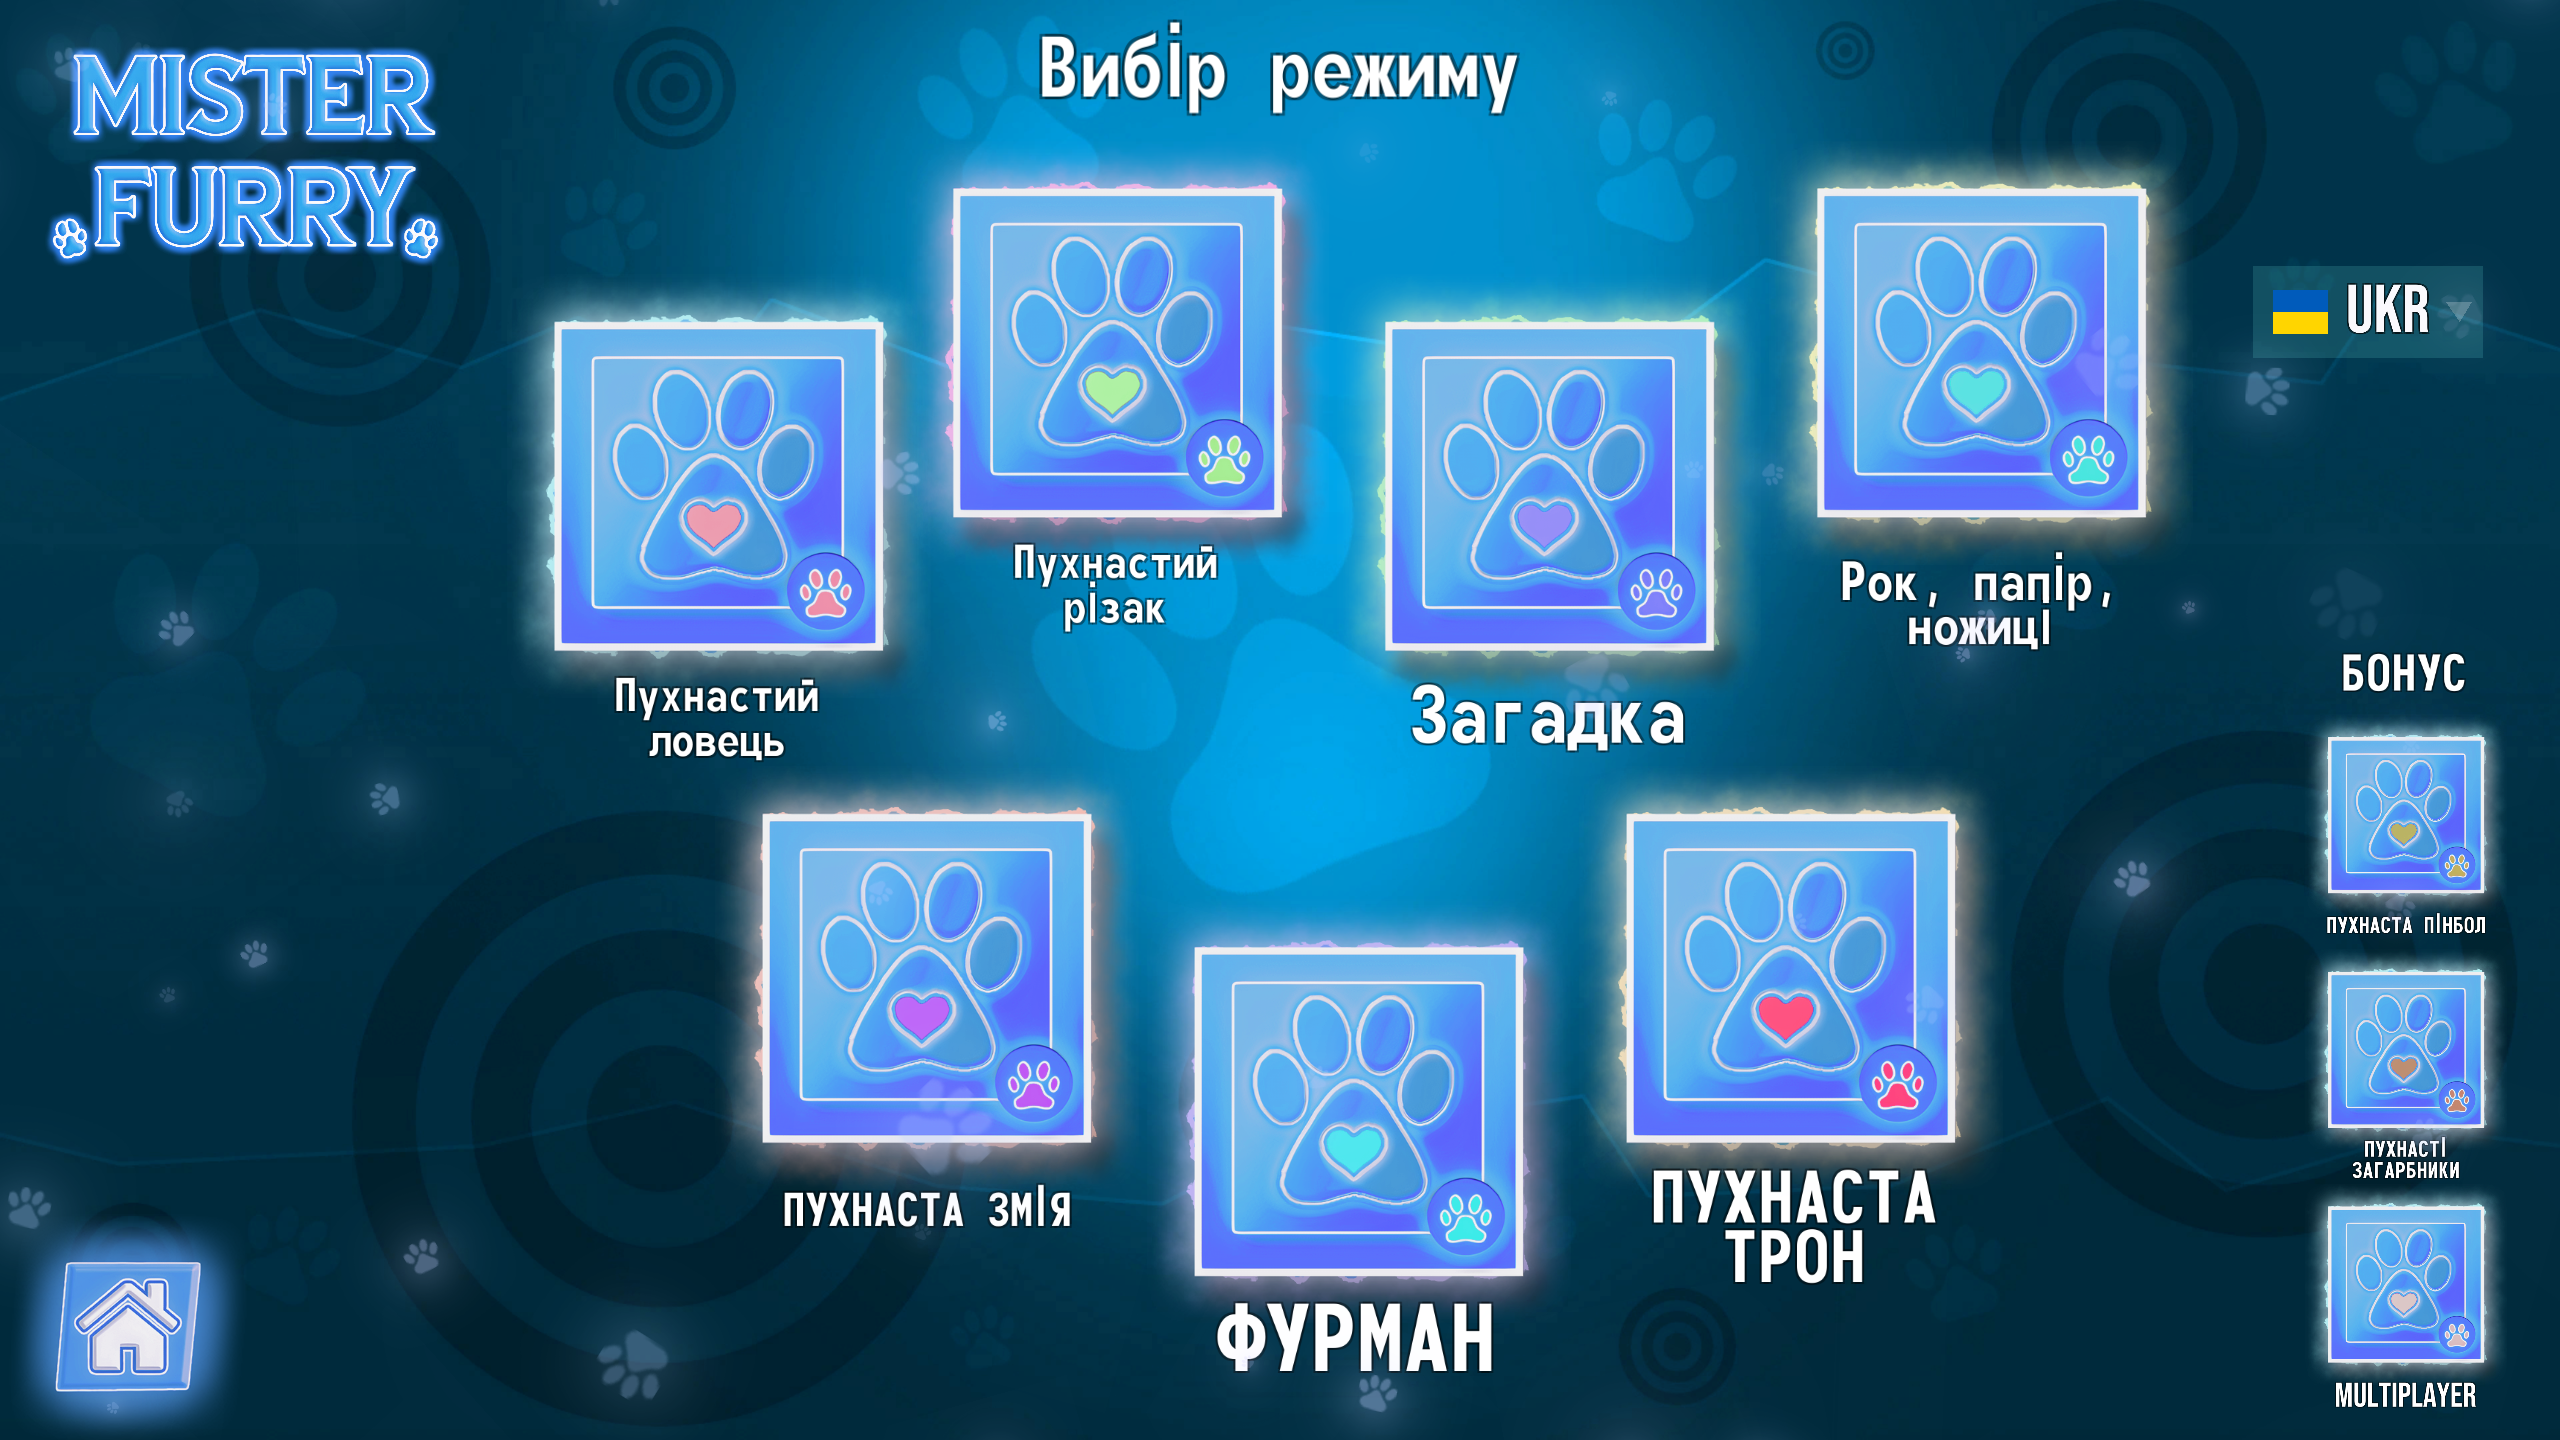 MISTER
FURRY
Вибір режиму
UKR
Пухнастий
ловець
Пухнастий
різак
Загадка
Рок, папір,
ножиці
ПУХНАСТА ЗМІЯ
ФУРМАН
ПУХНАСТА
ТРОН
БОНУС
ПУХНАСТА ПІНБОЛ
ПУХНАСТІ
ЗАГАРБНИКИ
MULTIPLAYER